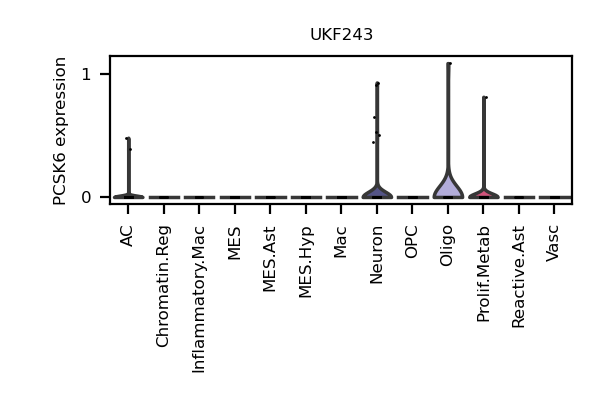 UKF243
PCSK6 expression
1
0
AC
Chromatin.Reg
Inflammatory.Mac
MES
MES.Ast
MES.Hyp
Mac
Neuron
OPC
Oligo
Prolif.Metab
Reactive.Ast
Vasc